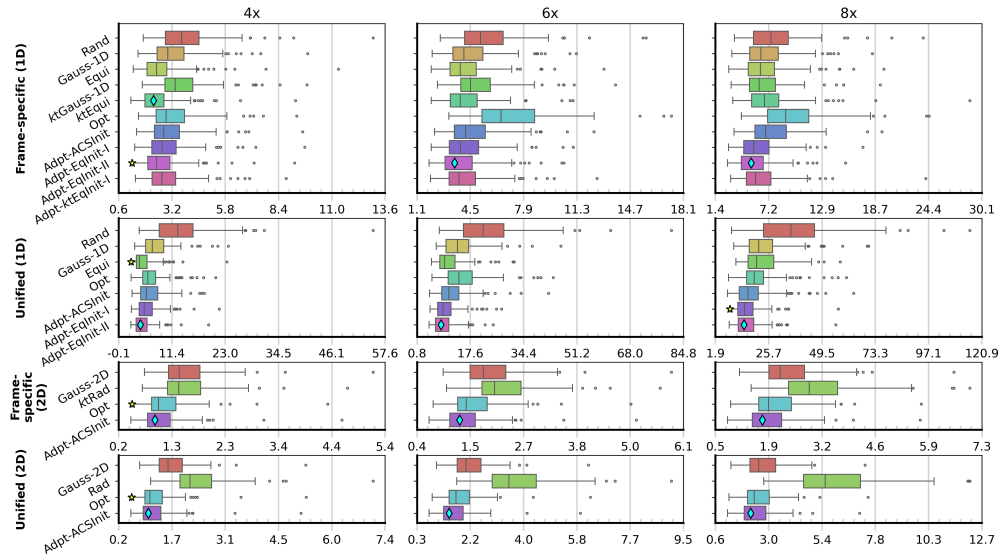 4x 6x 8x
Frame-specific (1D)
Rand
Gauss-1D
Equi
ktGauss-1D
ktEqui
Opt
Adpt-ACSInit
Adpt-EqInit-I
Adpt-EqInit-II
Adpt-ktEqInit-I
0.6 3.2 5.8 8.4 11.0 13.6 1.1 4.5 7.9 11.3 14.7 18.1 1.4 7.2 12.9 18.7 24.4 30.1
Unified (1D)
Rand
Gauss-1D
Equi
Opt
Adpt-ACSInit
Adpt-EqInit-I
Adpt-EqInit-II
-0.1 11.4 23.0 34.5 46.1 57.6 0.8 17.6 34.4 51.2 68.0 84.8 1.9 25.7 49.5 73.3 97.1 120.9
Frame-
specific
(2D)
Gauss-2D
ktRad
Opt
Adpt-ACSInit
0.2 1.3 2.3 3.3 4.4 5.4 0.4 1.5 2.7 3.8 4.9 6.1 0.5 1.9 3.2 4.6 5.9 7.3
Unified (2D)
Gauss-2D
Rad
Opt
Adpt-ACSInit
0.2 1.7 3.1 4.5 6.0 7.4 0.3 2.2 4.0 5.8 7.7 9.5 0.6 3.0 5.4 7.9 10.3 12.7